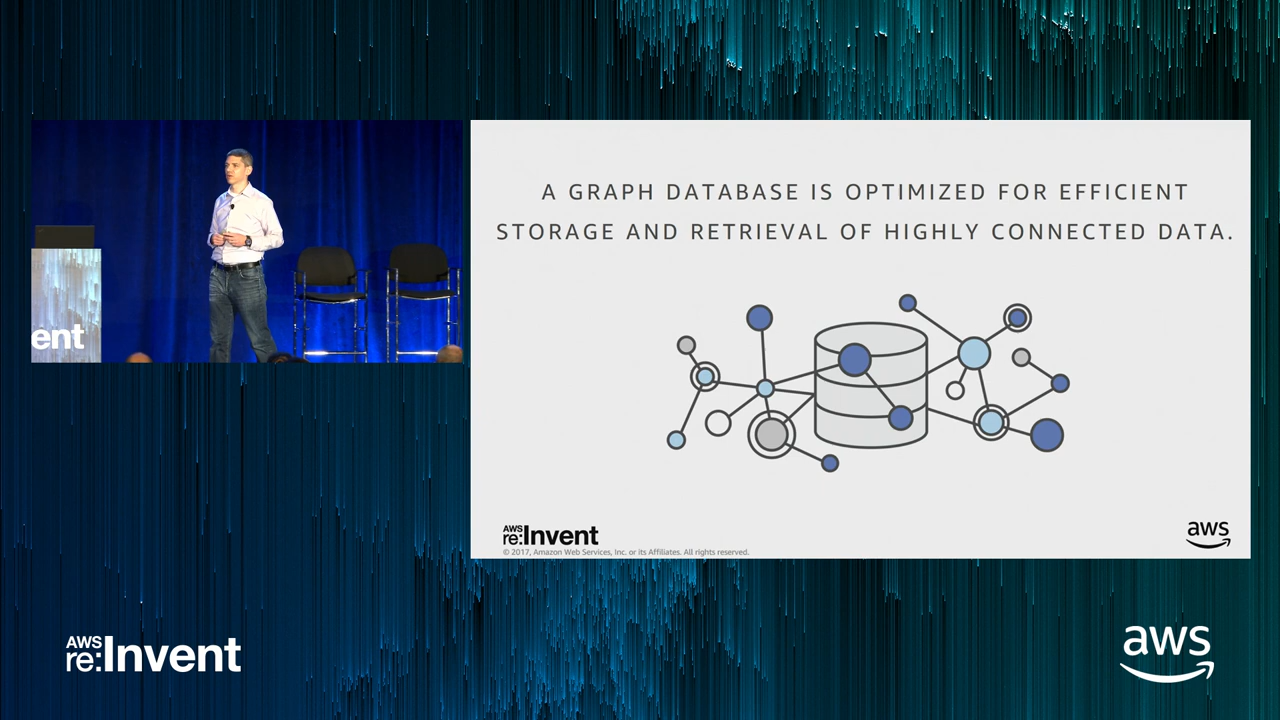 ent
A GRAPH DATABASE IS OPTIMIZED FOR EFFICIENT
STORAGE AND RETRIEVAL OF HIGHLY CONNECTED DATA.
AWS
re:Invent
© 2017, Amazon Web Services, Inc. or its Affiliates. All rights reserved.
aws
AWS
re:Invent
aws